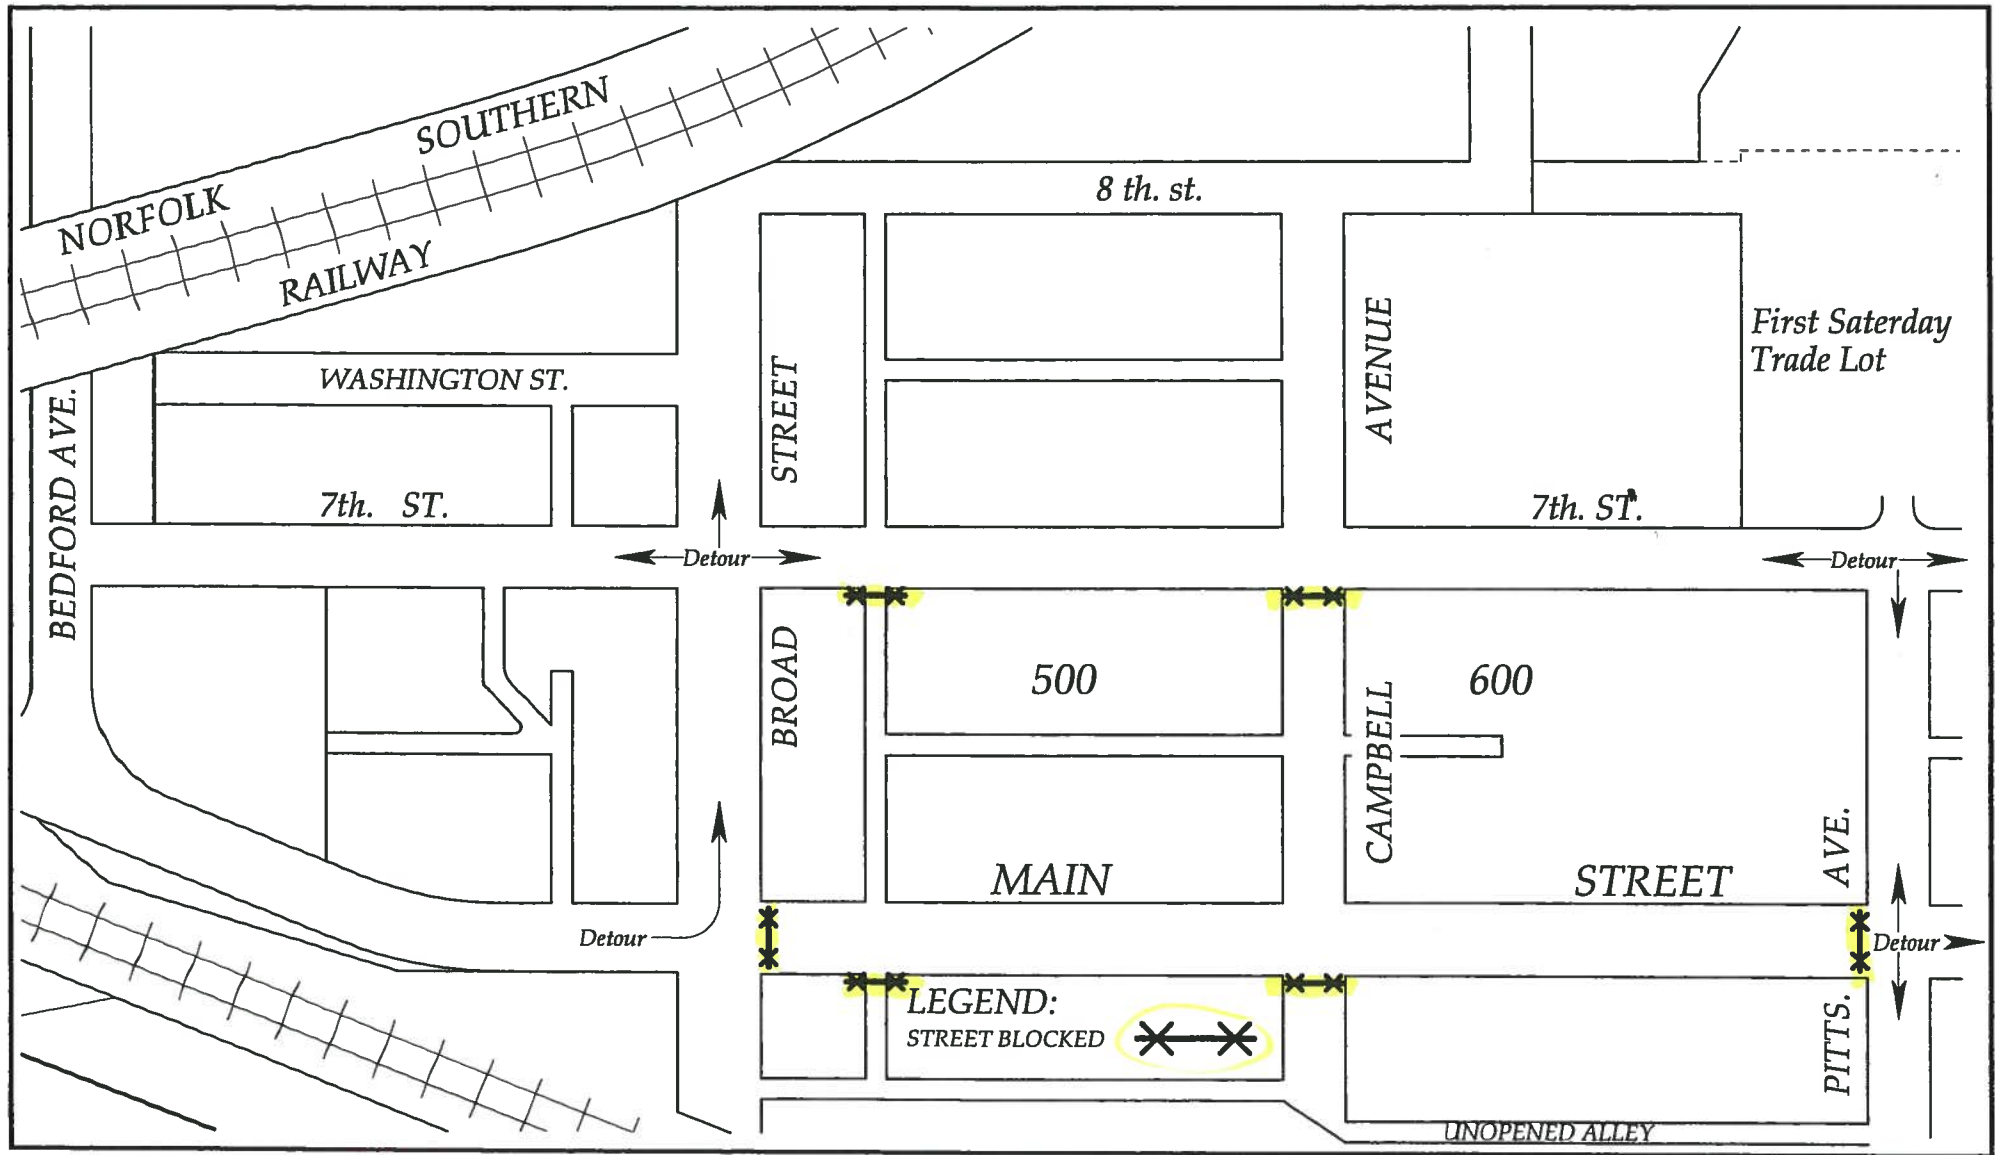 NORFOLK SOUTHERN
RAILWAY
8 th. st.
WASHINGTON ST.
BEDFORD AVE.
7th. ST.
STREET
AVENUE
First Saterday
Trade Lot
7th. ST.
Detour
Detour
BROAD
500
CAMPBELL
600
MAIN STREET
AVE.
Detour
Detour
LEGEND:
STREET BLOCKED
PITTS.
UNOPENED ALLEY